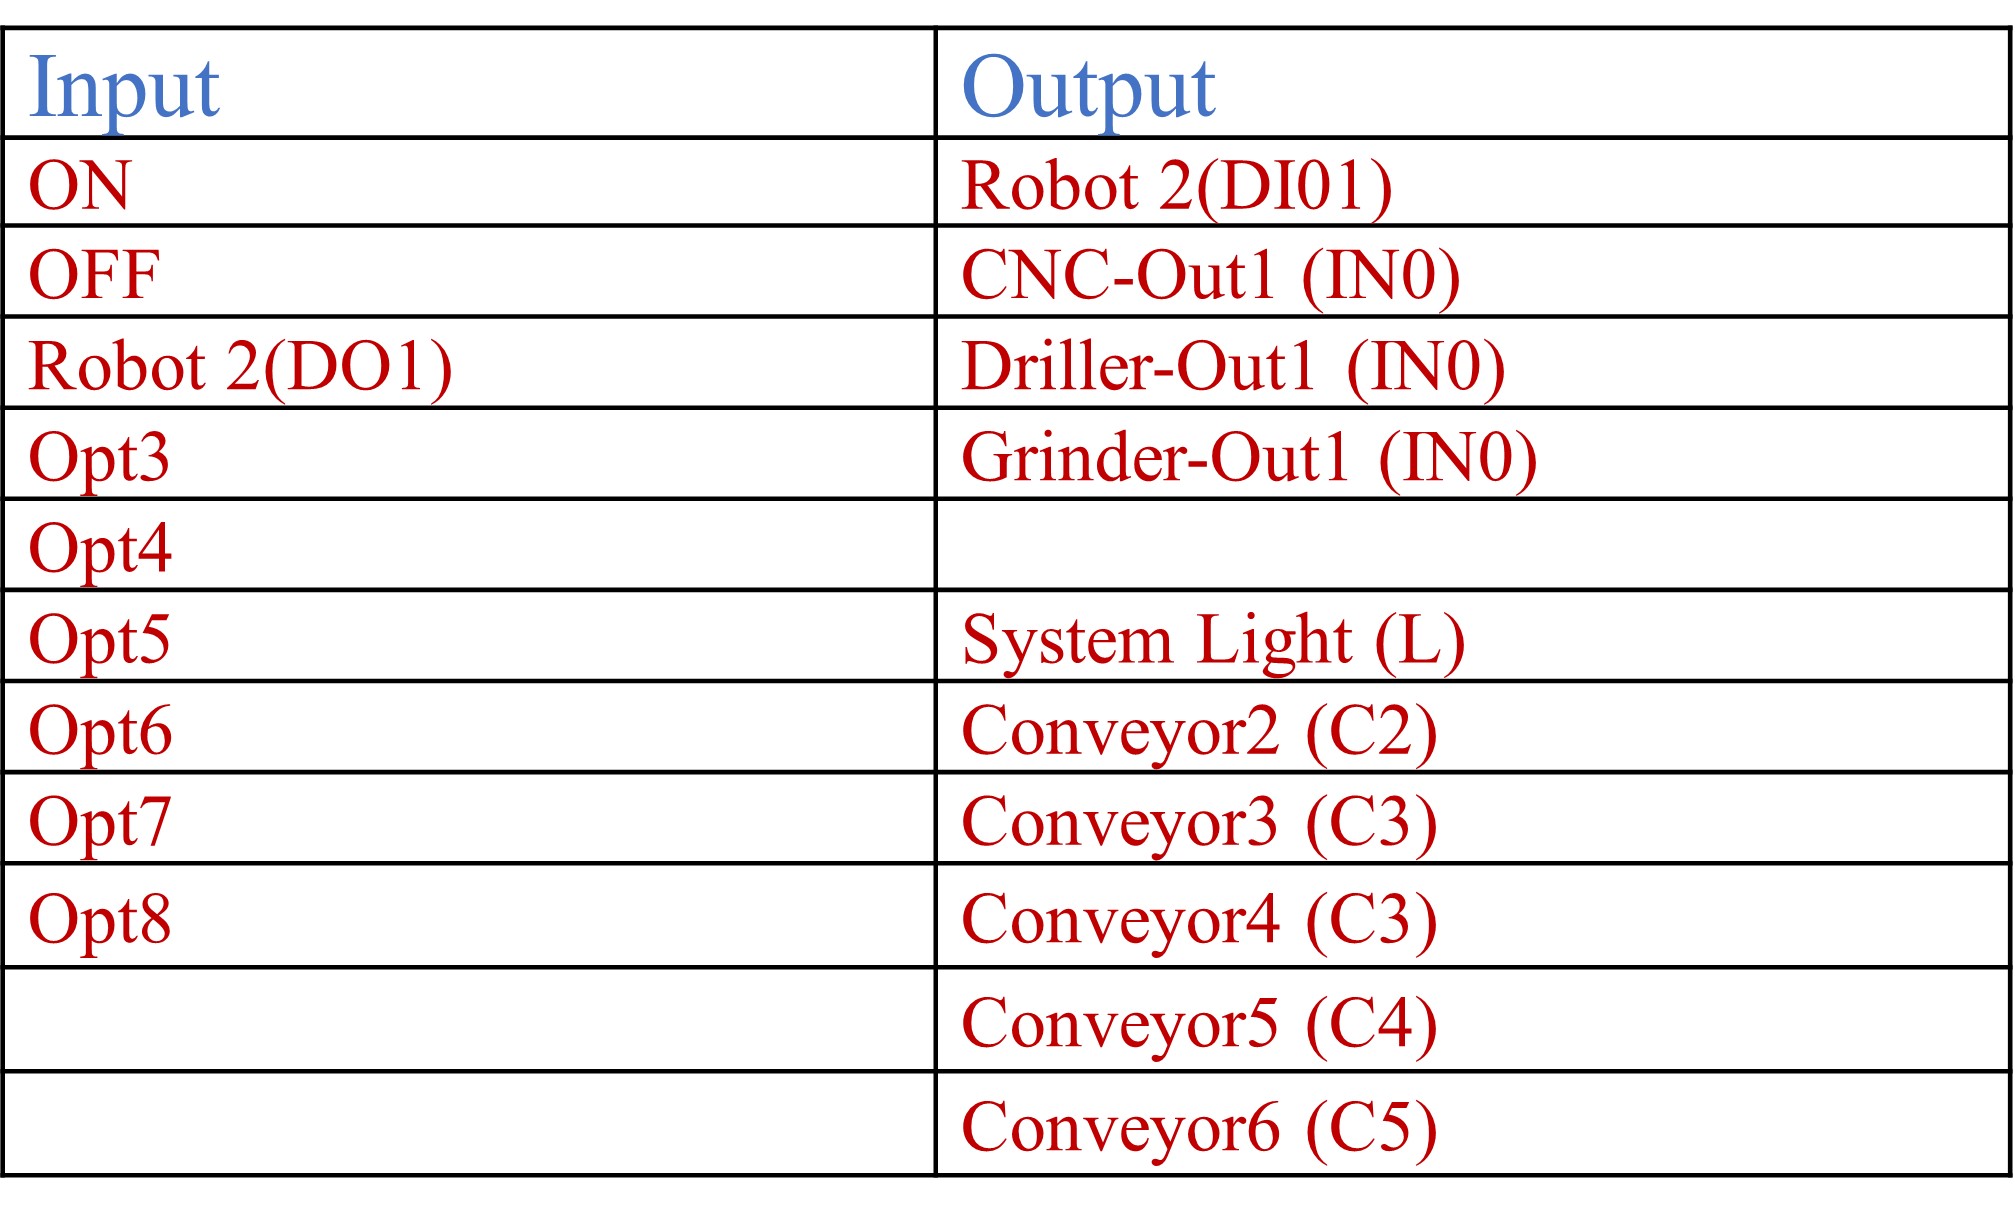 Input Output
ON Robot 2(DI01)
OFF CNC-Out1 (IN0)
Robot 2(DO1) Driller-Out1 (IN0)
Opt3 Grinder-Out1 (IN0)
Opt4
Opt5 System Light (L)
Opt6 Conveyor2 (C2)
Opt7 Conveyor3 (C3)
Opt8 Conveyor4 (C3)
Conveyor5 (C4)
Conveyor6 (C5)